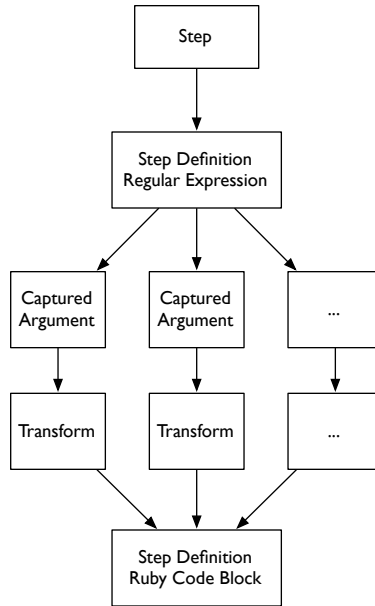 Step
Step Definition
Regular Expression
Captured
Argument
Captured
Argument
...
Transform
Transform
...
Step Definition
Ruby Code Block